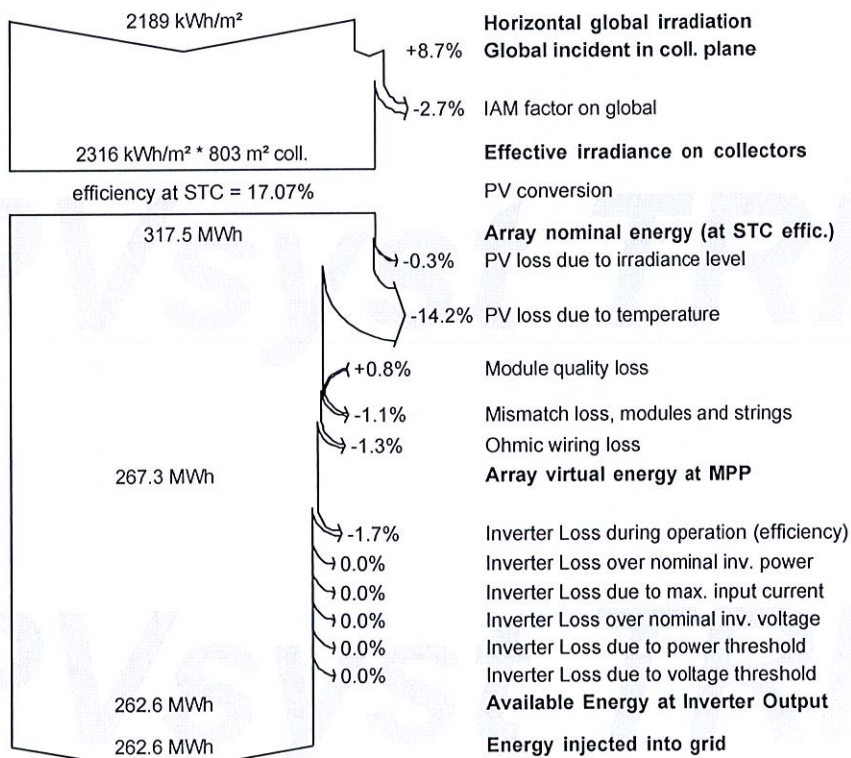 2189 kWh/m² Horizontal global irradiation
+8.7% Global incident in coll. plane
-2.7% IAM factor on global
2316 kWh/m² * 803 m² coll. Effective irradiance on collectors
efficiency at STC = 17.07% PV conversion
317.5 MWh Array nominal energy (at STC effic.)
-0.3% PV loss due to irradiance level
-14.2% PV loss due to temperature
+0.8% Module quality loss
-1.1% Mismatch loss, modules and strings
-1.3% Ohmic wiring loss
267.3 MWh Array virtual energy at MPP
-1.7% Inverter Loss during operation (efficiency)
0.0% Inverter Loss over nominal inv. power
0.0% Inverter Loss due to max. input current
0.0% Inverter Loss over nominal inv. voltage
0.0% Inverter Loss due to power threshold
0.0% Inverter Loss due to voltage threshold
262.6 MWh Available Energy at Inverter Output
262.6 MWh Energy injected into grid
PVsyst TRI
PVsyst TRI